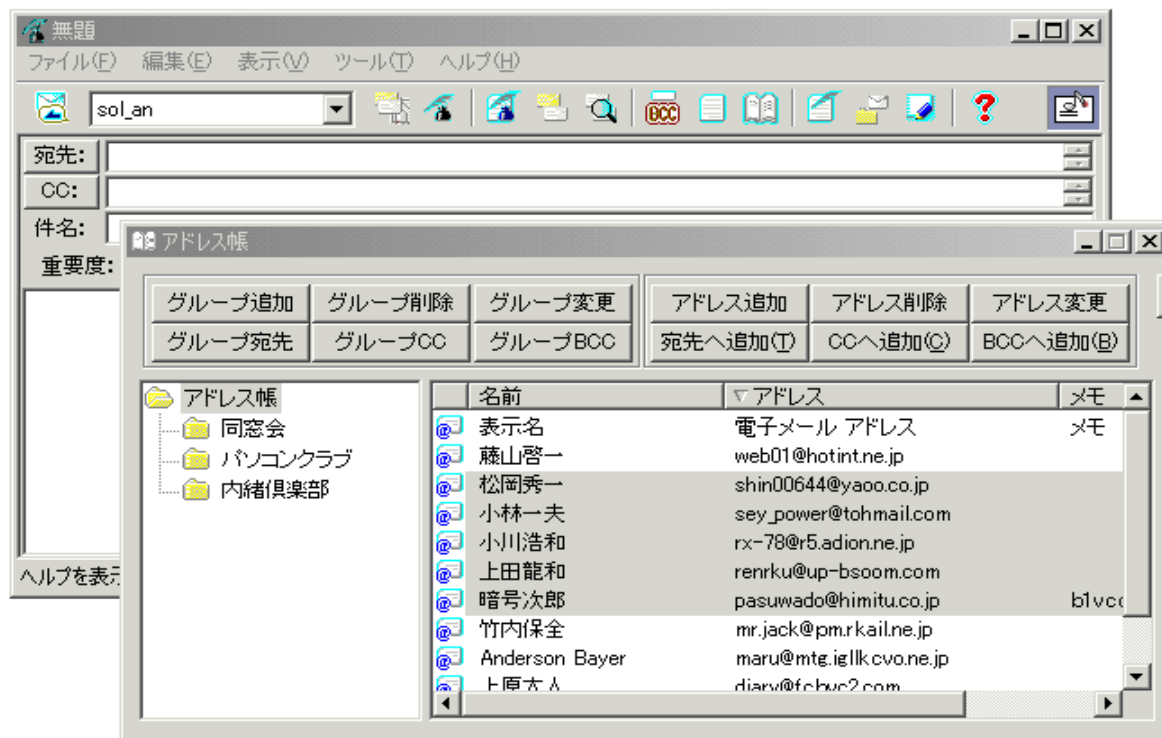 無題
ファイル(F) 編集(E) 表示(V) ツール(T) ヘルプ(H)
sol_an BCC
宛先:
CC:
件名:
重要度:
ヘルプを表示
アドレス帳
グループ追加 グループ削除 グループ変更 アドレス追加 アドレス削除 アドレス変更
グループ宛先 グループCC グループBCC 宛先へ追加(T) CCへ追加(C) BCCへ追加(B)
アドレス帳
同窓会
パソコンクラブ
内緒倶楽部
名前 アドレス メモ
表示名 電子メール アドレス メモ
藤山啓一 web01@hotint.ne.jp
松岡秀一 shin00644@yaoo.co.jp
小林一夫 sey_power@tohmail.com
小川浩和 rx-78@r5.adion.ne.jp
上田龍和 renrku@up-bsoom.com
暗号次郎 pasuwado@himitu.co.jp b1vc
竹内保全 mr.jack@pm.rkail.ne.jp
Anderson Bayer maru@mtg.igllkcvo.ne.jp